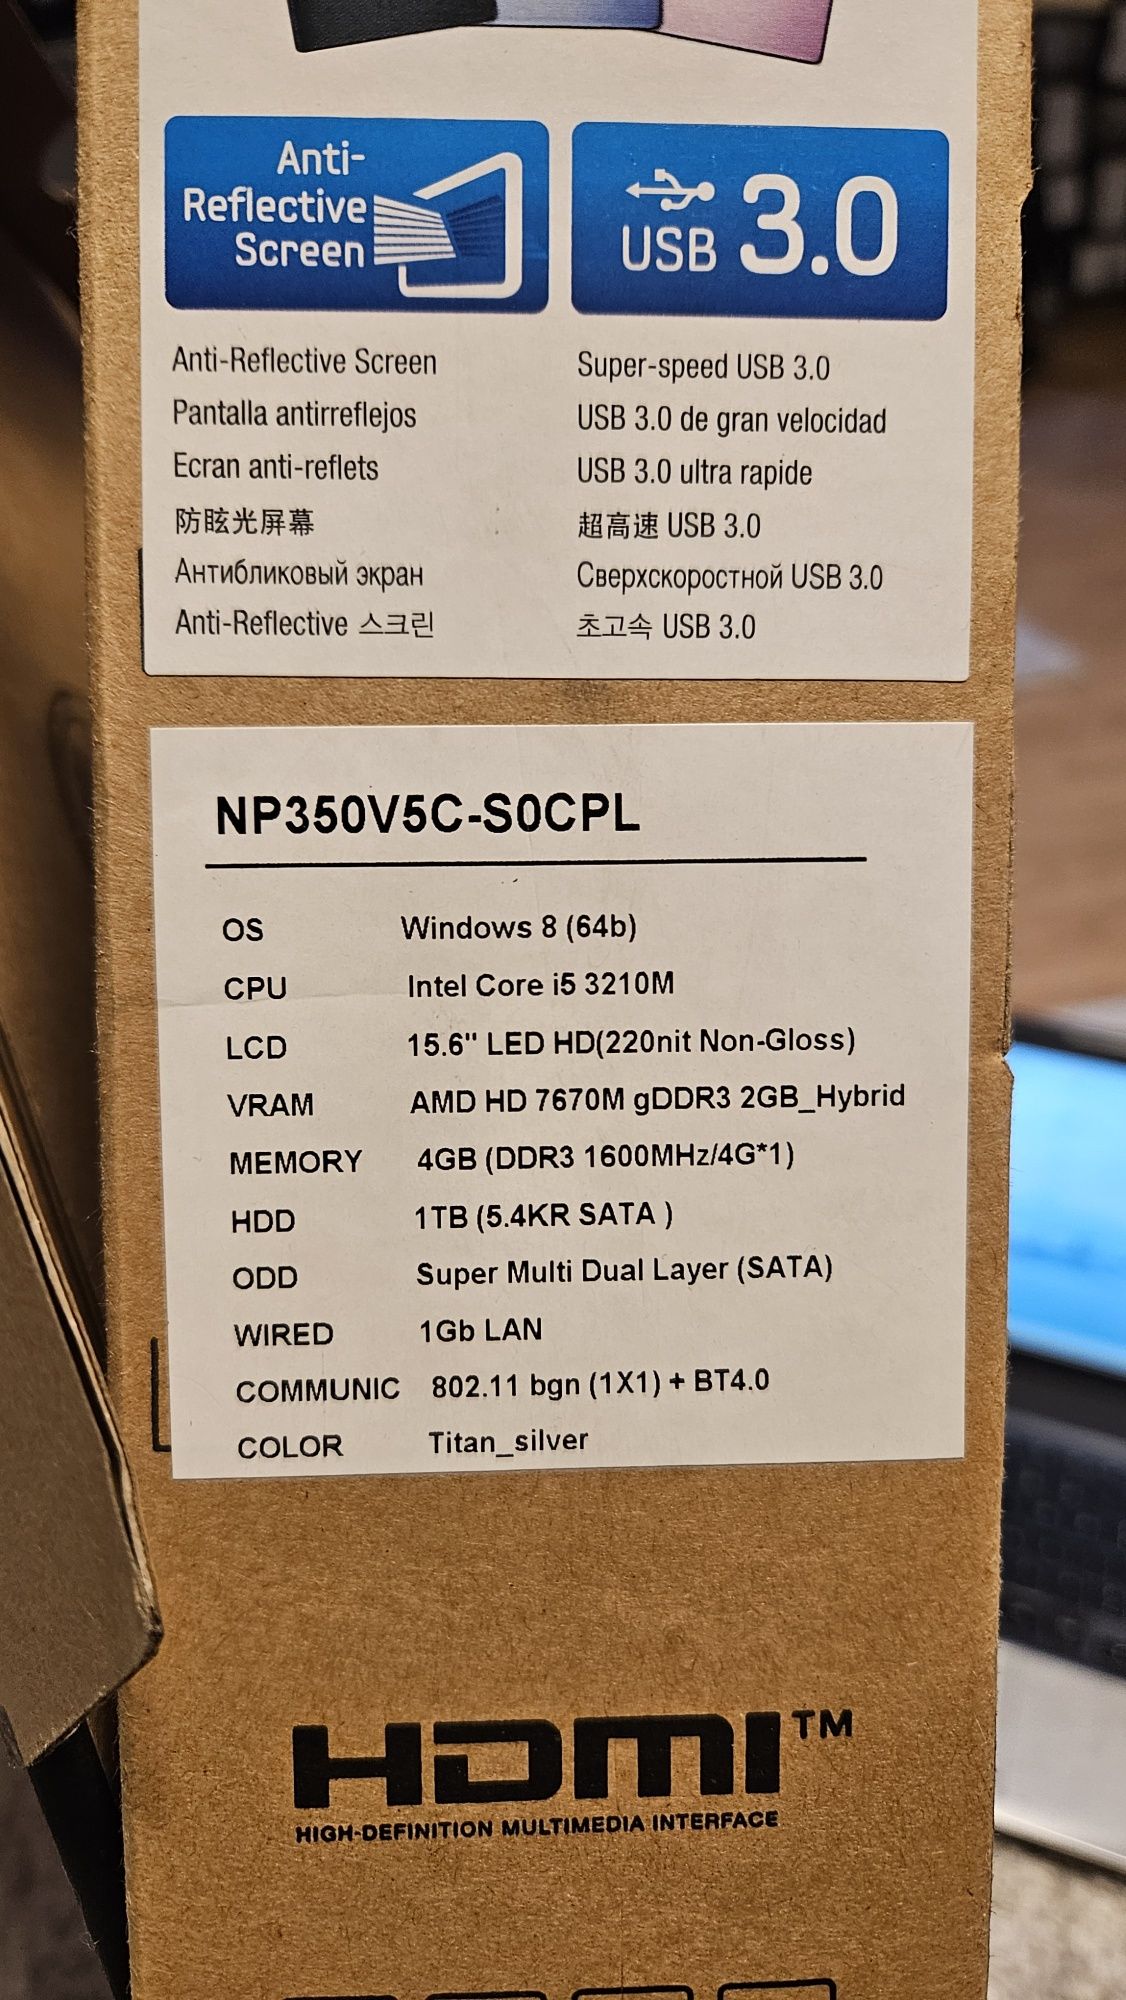 Anti-
Reflective
Screen
USB 3.0
Anti-Reflective Screen
Pantalla antirreflejos
Ecran anti-reflets
防眩光屏幕
Антибликовый экран
Anti-Reflective 스크린
Super-speed USB 3.0
USB 3.0 de gran velocidad
USB 3.0 ultra rapide
超高速 USB 3.0
Сверхскоростной USB 3.0
초고속 USB 3.0
NP350V5C-S0CPL
OS Windows 8 (64b)
CPU Intel Core i5 3210M
LCD 15.6" LED HD(220nit Non-Gloss)
VRAM AMD HD 7670M gDDR3 2GB_Hybrid
MEMORY 4GB (DDR3 1600MHz/4G*1)
HDD 1TB (5.4KR SATA )
ODD Super Multi Dual Layer (SATA)
WIRED 1Gb LAN
COMMUNIC 802.11 bgn (1X1) + BT4.0
COLOR Titan_silver
HDMI™
HIGH-DEFINITION MULTIMEDIA INTERFACE